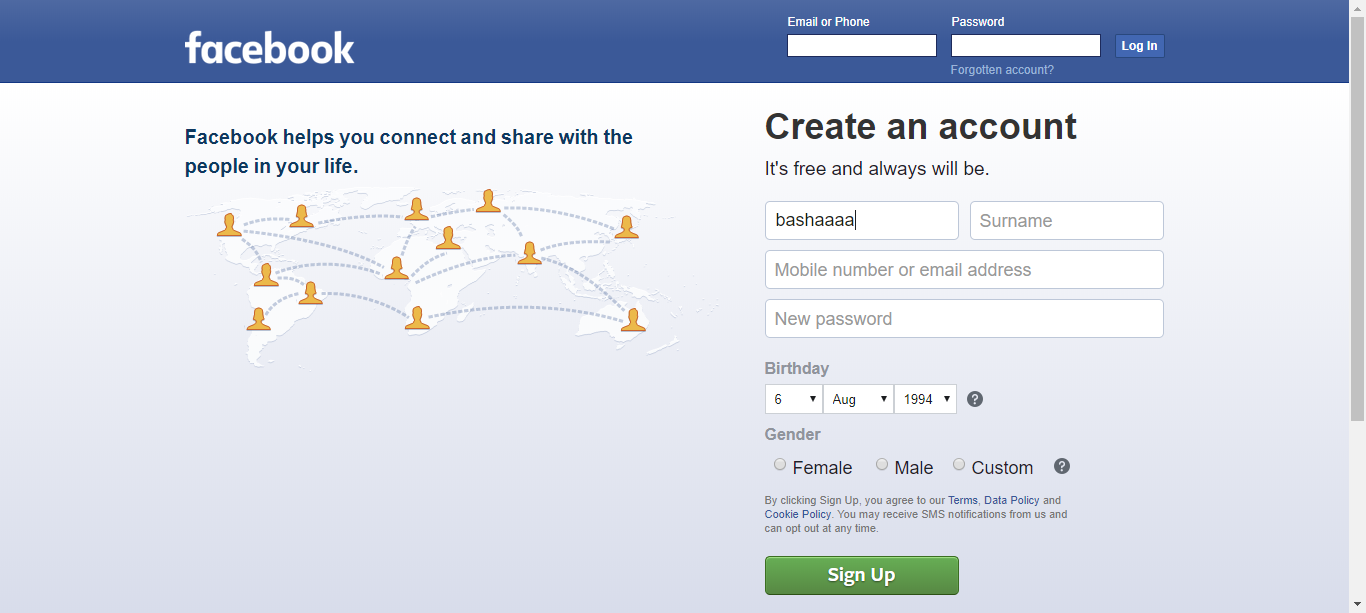 facebook
Email or Phone
Password
Log In
Forgotten account?
Facebook helps you connect and share with the
people in your life.
Create an account
It's free and always will be.
bashaaaa
Surname
Mobile number or email address
New password
Birthday
6
Aug
1994
?
Gender
Female
Male
Custom
?
By clicking Sign Up, you agree to our Terms, Data Policy and
Cookie Policy. You may receive SMS notifications from us and
can opt out at any time.
Sign Up